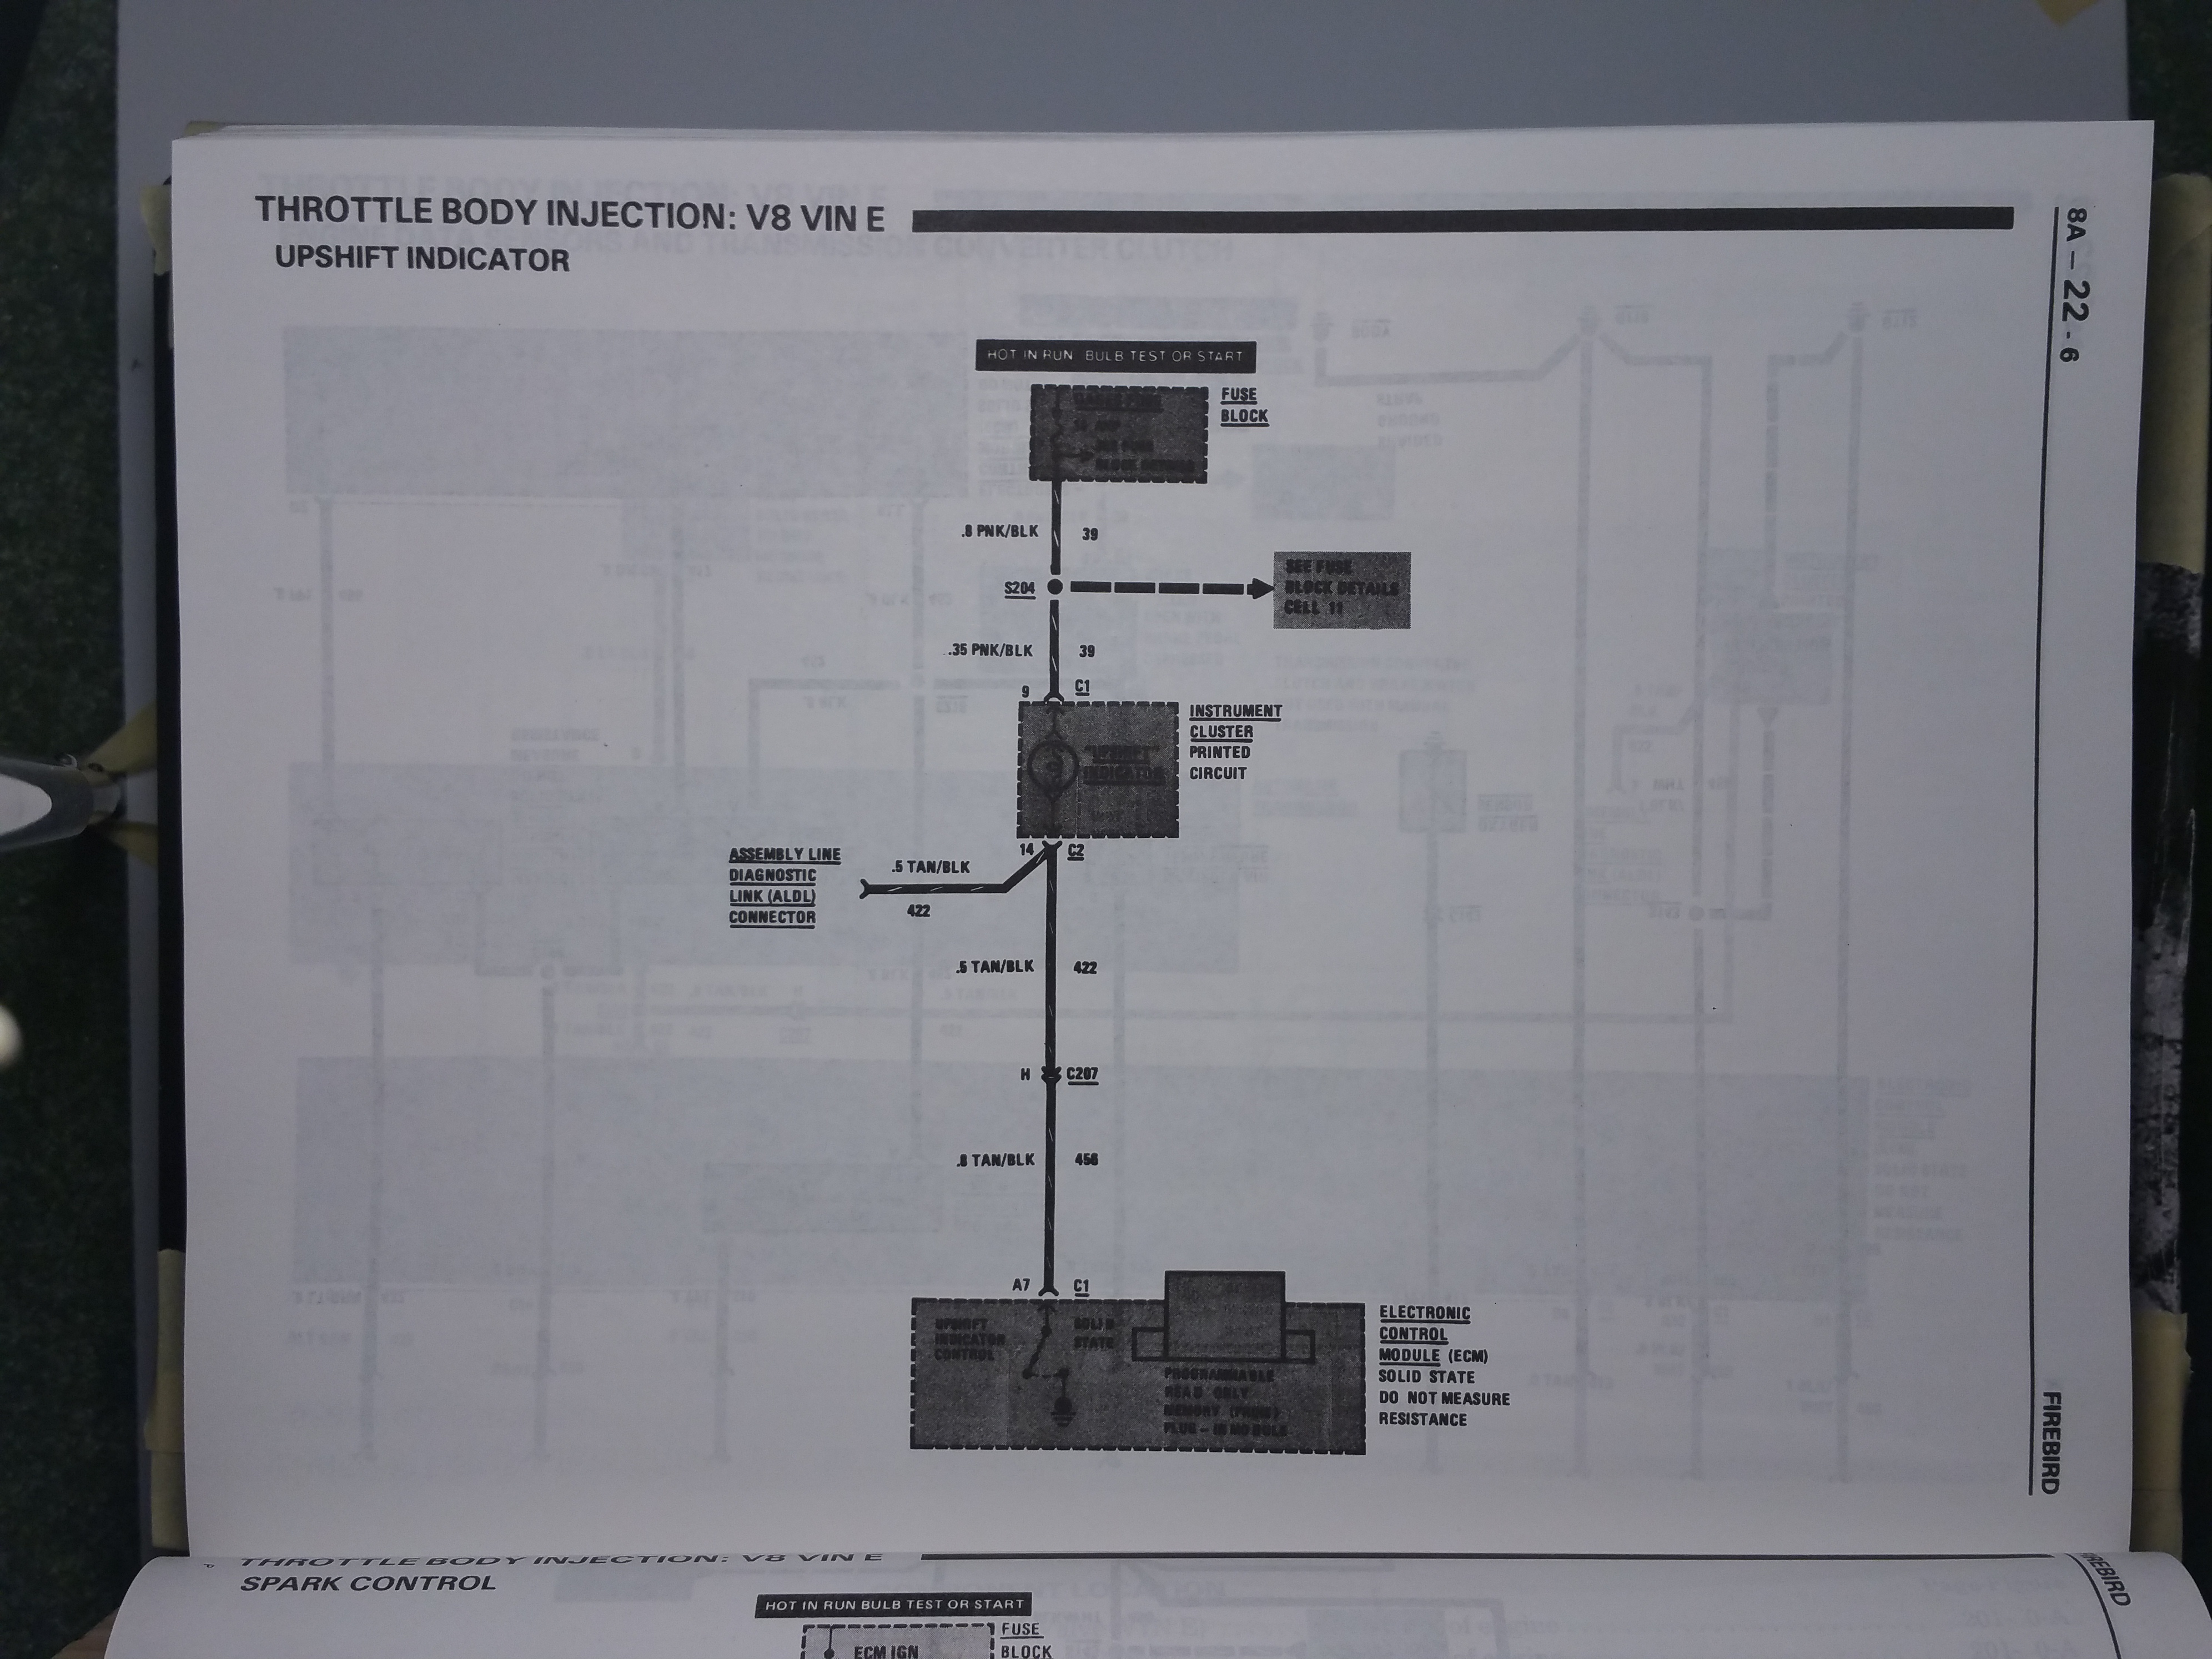 THROTTLE BODY INJECTION: V8 VIN E
UPSHIFT INDICATOR
8A — 22 - 6
HOT IN RUN BULB TEST OR START
FUSE
BLOCK
BLOCK DETAILS
.8 PNK/BLK 39
S204
SEE FUSE
BLOCK DETAILS
CELL 11
.35 PNK/BLK 39
9 C1
INSTRUMENT
CLUSTER
PRINTED
CIRCUIT
"UPSHIFT"
INDICATOR
14 C2
ASSEMBLY LINE
DIAGNOSTIC
LINK (ALDL)
CONNECTOR
.5 TAN/BLK
422
.5 TAN/BLK 422
H C207
.8 TAN/BLK 456
A7 C1
UPSHIFT
INDICATOR
CONTROL
SOLID
STATE
PROGRAMMABLE
READ ONLY
MEMORY (PROM)
PLUG - IN MODULE
ELECTRONIC
CONTROL
MODULE (ECM)
SOLID STATE
DO NOT MEASURE
RESISTANCE
FIREBIRD
THROTTLE BODY INJECTION: V8 VIN E
SPARK CONTROL
HOT IN RUN BULB TEST OR START
FUSE
BLOCK
ECM IGN